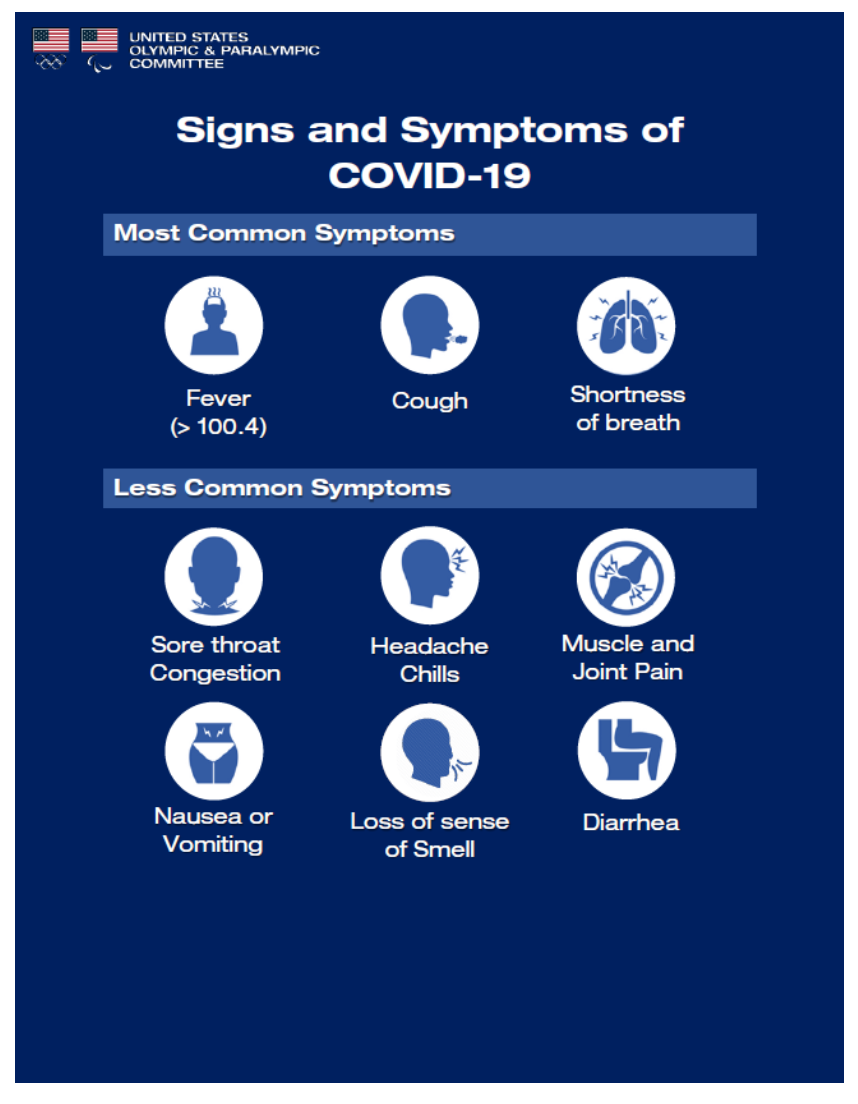 UNITED STATES
OLYMPIC & PARALYMPIC
COMMITTEE
Signs and Symptoms of
COVID-19
Most Common Symptoms
Fever
(> 100.4)
Cough
Shortness
of breath
Less Common Symptoms
Sore throat
Congestion
Headache
Chills
Muscle and
Joint Pain
Nausea or
Vomiting
Loss of sense
of Smell
Diarrhea